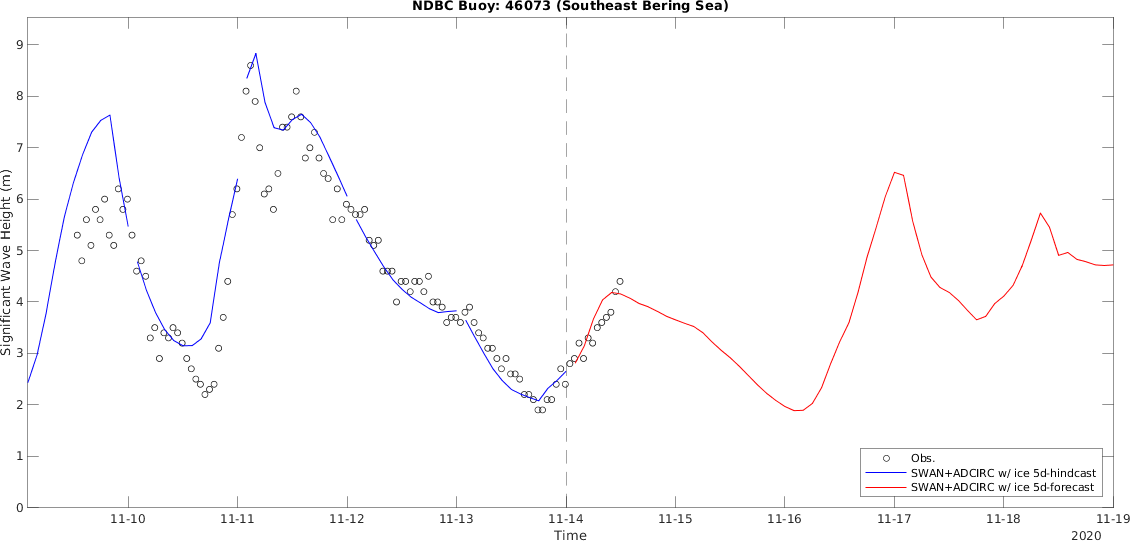 NDBC Buoy: 46073 (Southeast Bering Sea)
Significant Wave Height (m)
9
8
7
6
5
4
3
2
1
0
Obs.
SWAN+ADCIRC w/ ice 5d-hindcast
SWAN+ADCIRC w/ ice 5d-forecast
11-10 11-11 11-12 11-13 11-14 11-15 11-16 11-17 11-18 11-19
Time
2020